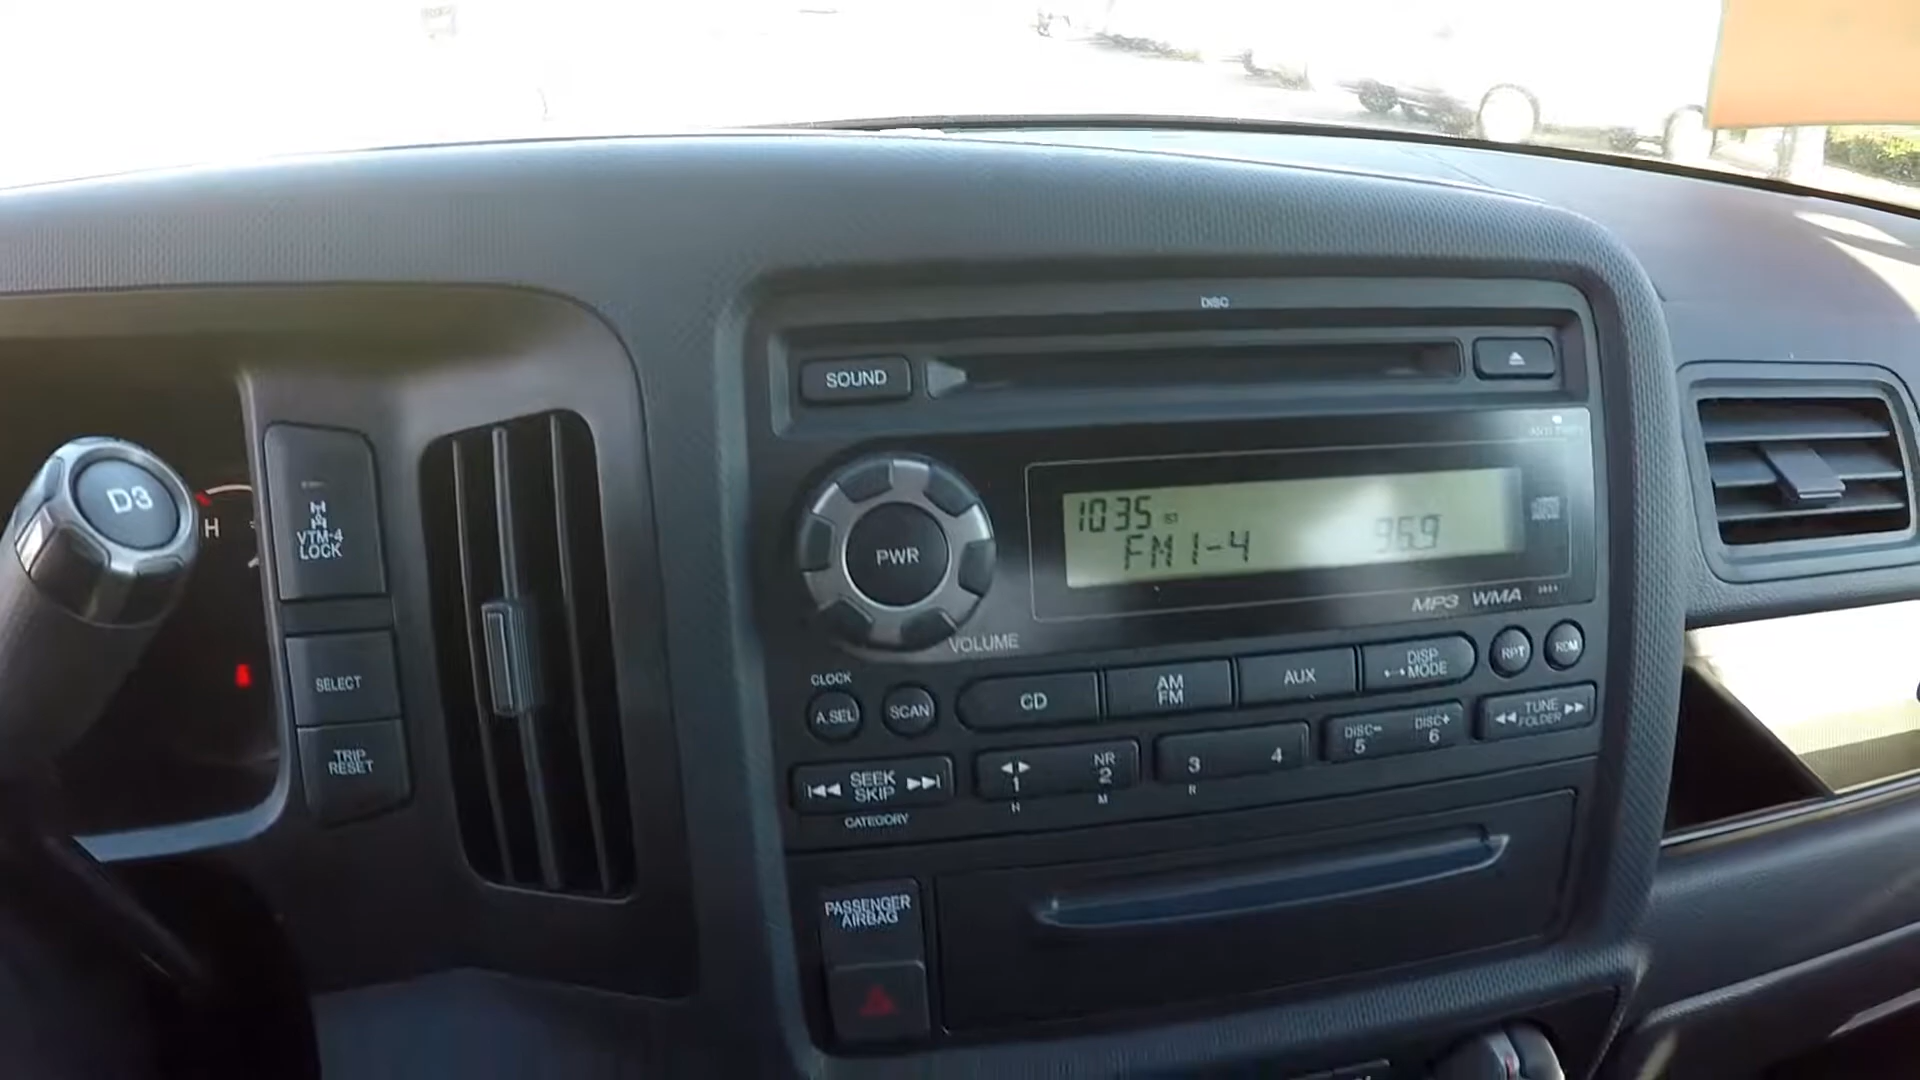 DISC
SOUND
D3
H
VTM-4
LOCK
PWR
1035 ST
FM1-4 96.9
MP3 WMA
VOLUME
CLOCK
A.SEL
SCAN
CD
AM
FM
AUX
DISP
MODE
RPT
RDM
SELECT
TRIP
RESET
SEEK
SKIP
CATEGORY
1
H
NR
2
M
3
R
4
DISC-
5
DISC+
6
TUNE
FOLDER
PASSENGER
AIRBAG